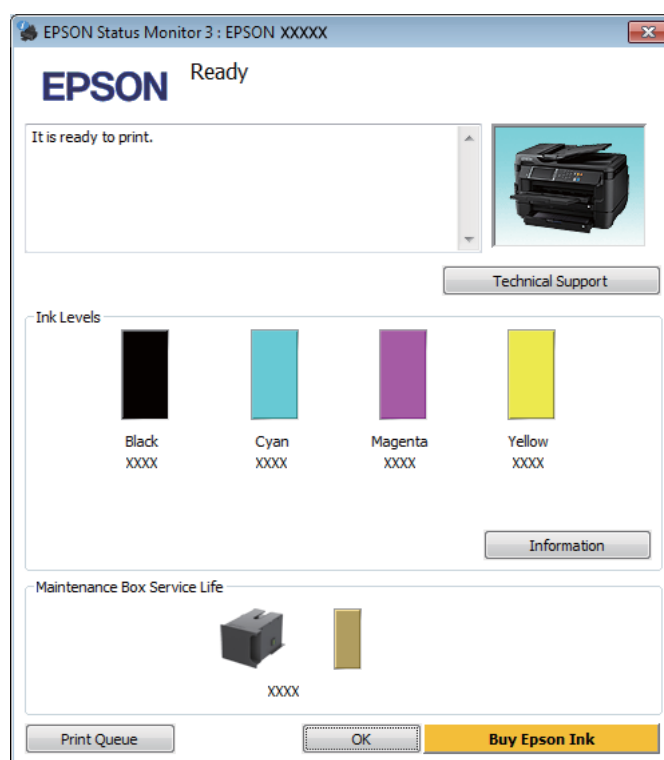 EPSON Status Monitor 3 : EPSON XXXXX
EPSON
Ready
It is ready to print.
Technical Support
Ink Levels
Black Cyan Magenta Yellow
XXXX XXXX XXXX XXXX
Information
Maintenance Box Service Life
XXXX
Print Queue OK Buy Epson Ink